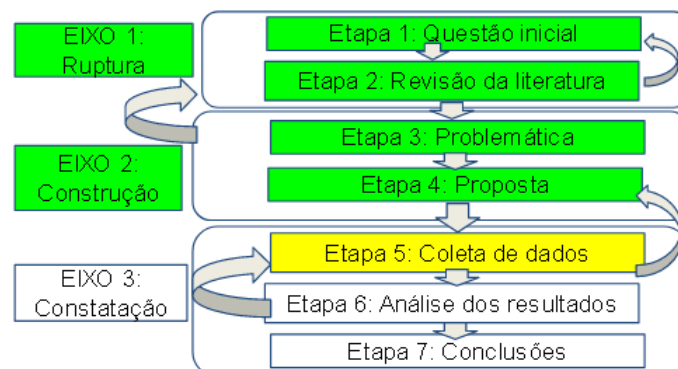 EIXO 1:
Ruptura
Etapa 1: Questão inicial
Etapa 2: Revisão da literatura
EIXO 2:
Construção
Etapa 3: Problemática
Etapa 4: Proposta
EIXO 3:
Constatação
Etapa 5: Coleta de dados
Etapa 6: Análise dos resultados
Etapa 7: Conclusões